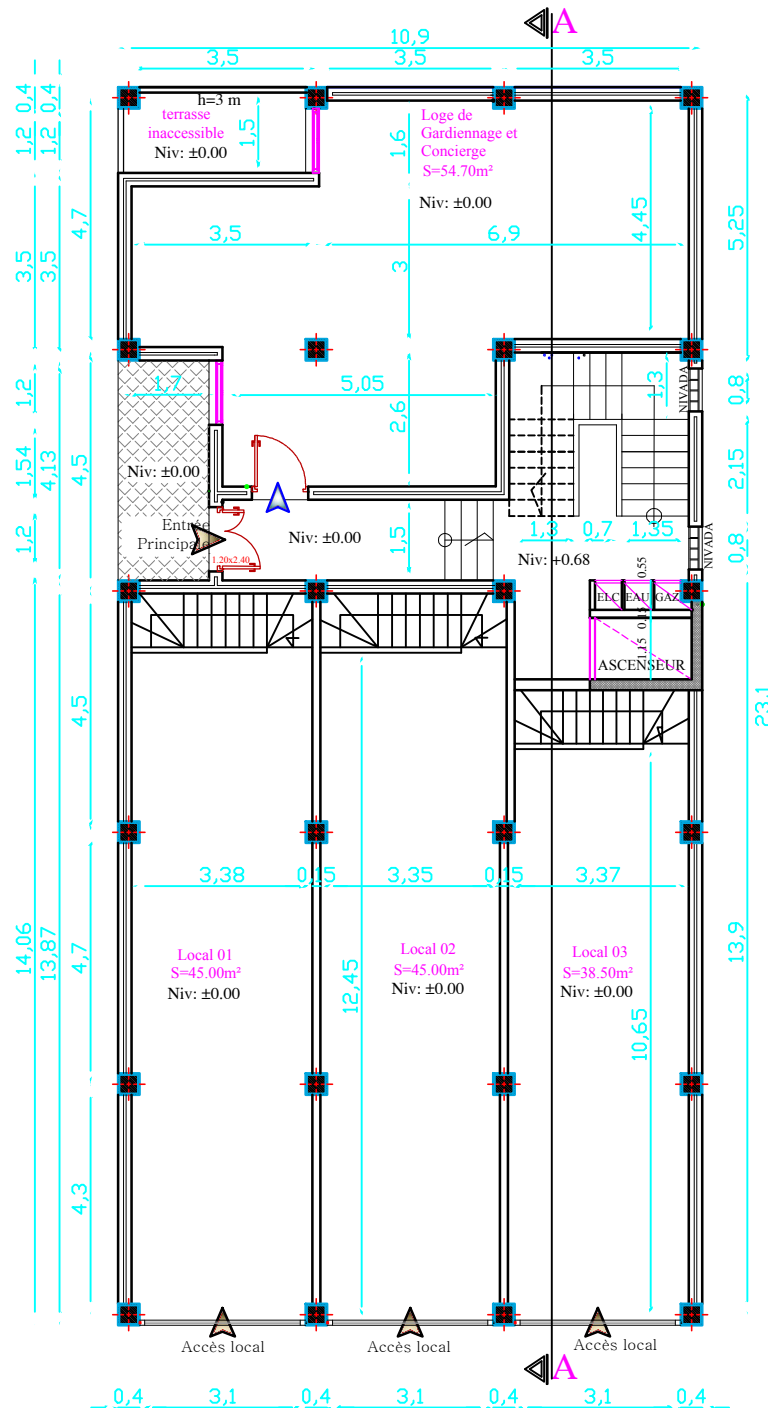 A
10,9
3,5
3,5
3,5
0,4
0,4
h=3 m
terrasse
inaccessible
Niv: ±0.00
1,5
1,2
1,2
1,6
Loge de
Gardiennage et
Concierge
S=54.70m²
Niv: ±0.00
4,7
4,45
5,25
3,5
6,9
3,5
3,5
3
1,2
1,7
5,05
1,3
NIVADA
0,8
2,6
1,54
4,13
4,5
Niv: ±0.00
2,15
Entrée
Principale
1.20x2.40
Niv: ±0.00
1,5
1,2
1,3
0,7
1,35
Niv: +0.68
NIVADA
0,8
0.55
ELC
EAU
GAZ
0.15
1,15
ASCENSEUR
4,5
23,1
3,38
0,15
3,35
0,15
3,37
14,06
13,87
4,7
Local 01
S=45.00m²
Niv: ±0.00
Local 02
S=45.00m²
Niv: ±0.00
Local 03
S=38.50m²
Niv: ±0.00
12,45
10,65
13,9
4,3
Accès local
Accès local
Accès local
A
0,4
3,1
0,4
3,1
0,4
3,1
0,4